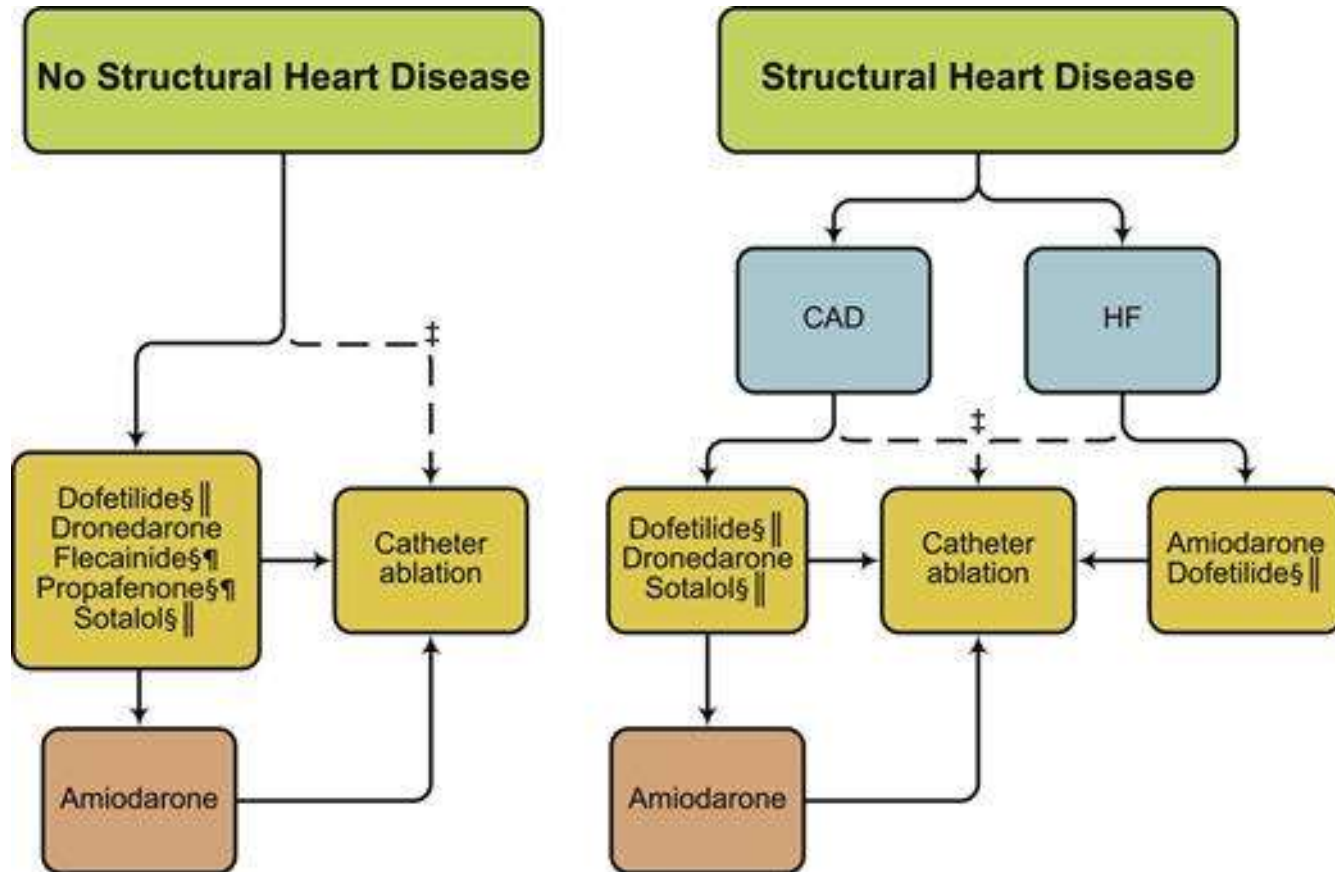 No Structural Heart Disease
Structural Heart Disease
CAD
HF
‡
‡
Dofetilide§‖
Dronedarone
Flecainide§¶
Propafenone§¶
Sotalol§‖
Catheter
ablation
Dofetilide§‖
Dronedarone
Sotalol§‖
Catheter
ablation
Amiodarone
Dofetilide§‖
Amiodarone
Amiodarone